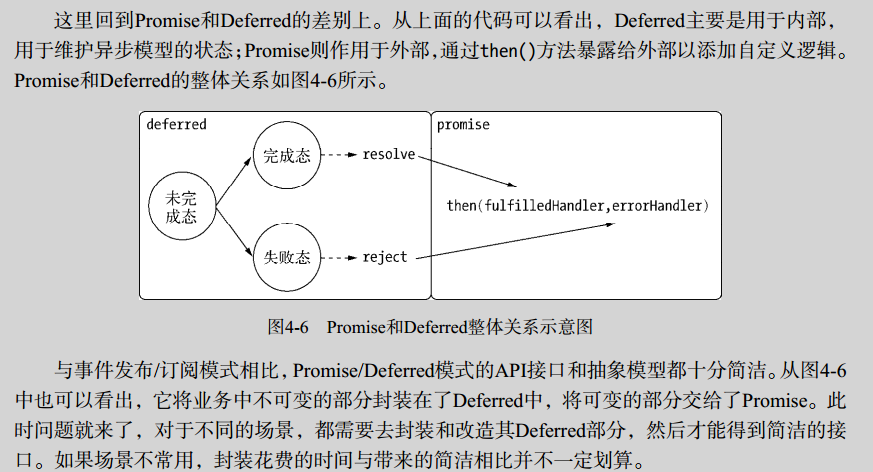 这里回到Promise和Deferred的差别上。从上面的代码可以看出，Deferred主要是用于内部，
用于维护异步模型的状态;Promise则作用于外部,通过then()方法暴露给外部以添加自定义逻辑。
Promise和Deferred的整体关系如图4-6所示。
deferred
promise
完成态
resolve
未完
成态
then(fulfilledHandler,errorHandler)
失败态
reject
图4-6 Promise和Deferred整体关系示意图
与事件发布/订阅模式相比，Promise/Deferred模式的API接口和抽象模型都十分简洁。从图4-6
中也可以看出，它将业务中不可变的部分封装在了Deferred中，将可变的部分交给了Promise。此
时问题就来了，对于不同的场景，都需要去封装和改造其Deferred部分，然后才能得到简洁的接
口。如果场景不常用，封装花费的时间与带来的简洁相比并不一定划算。